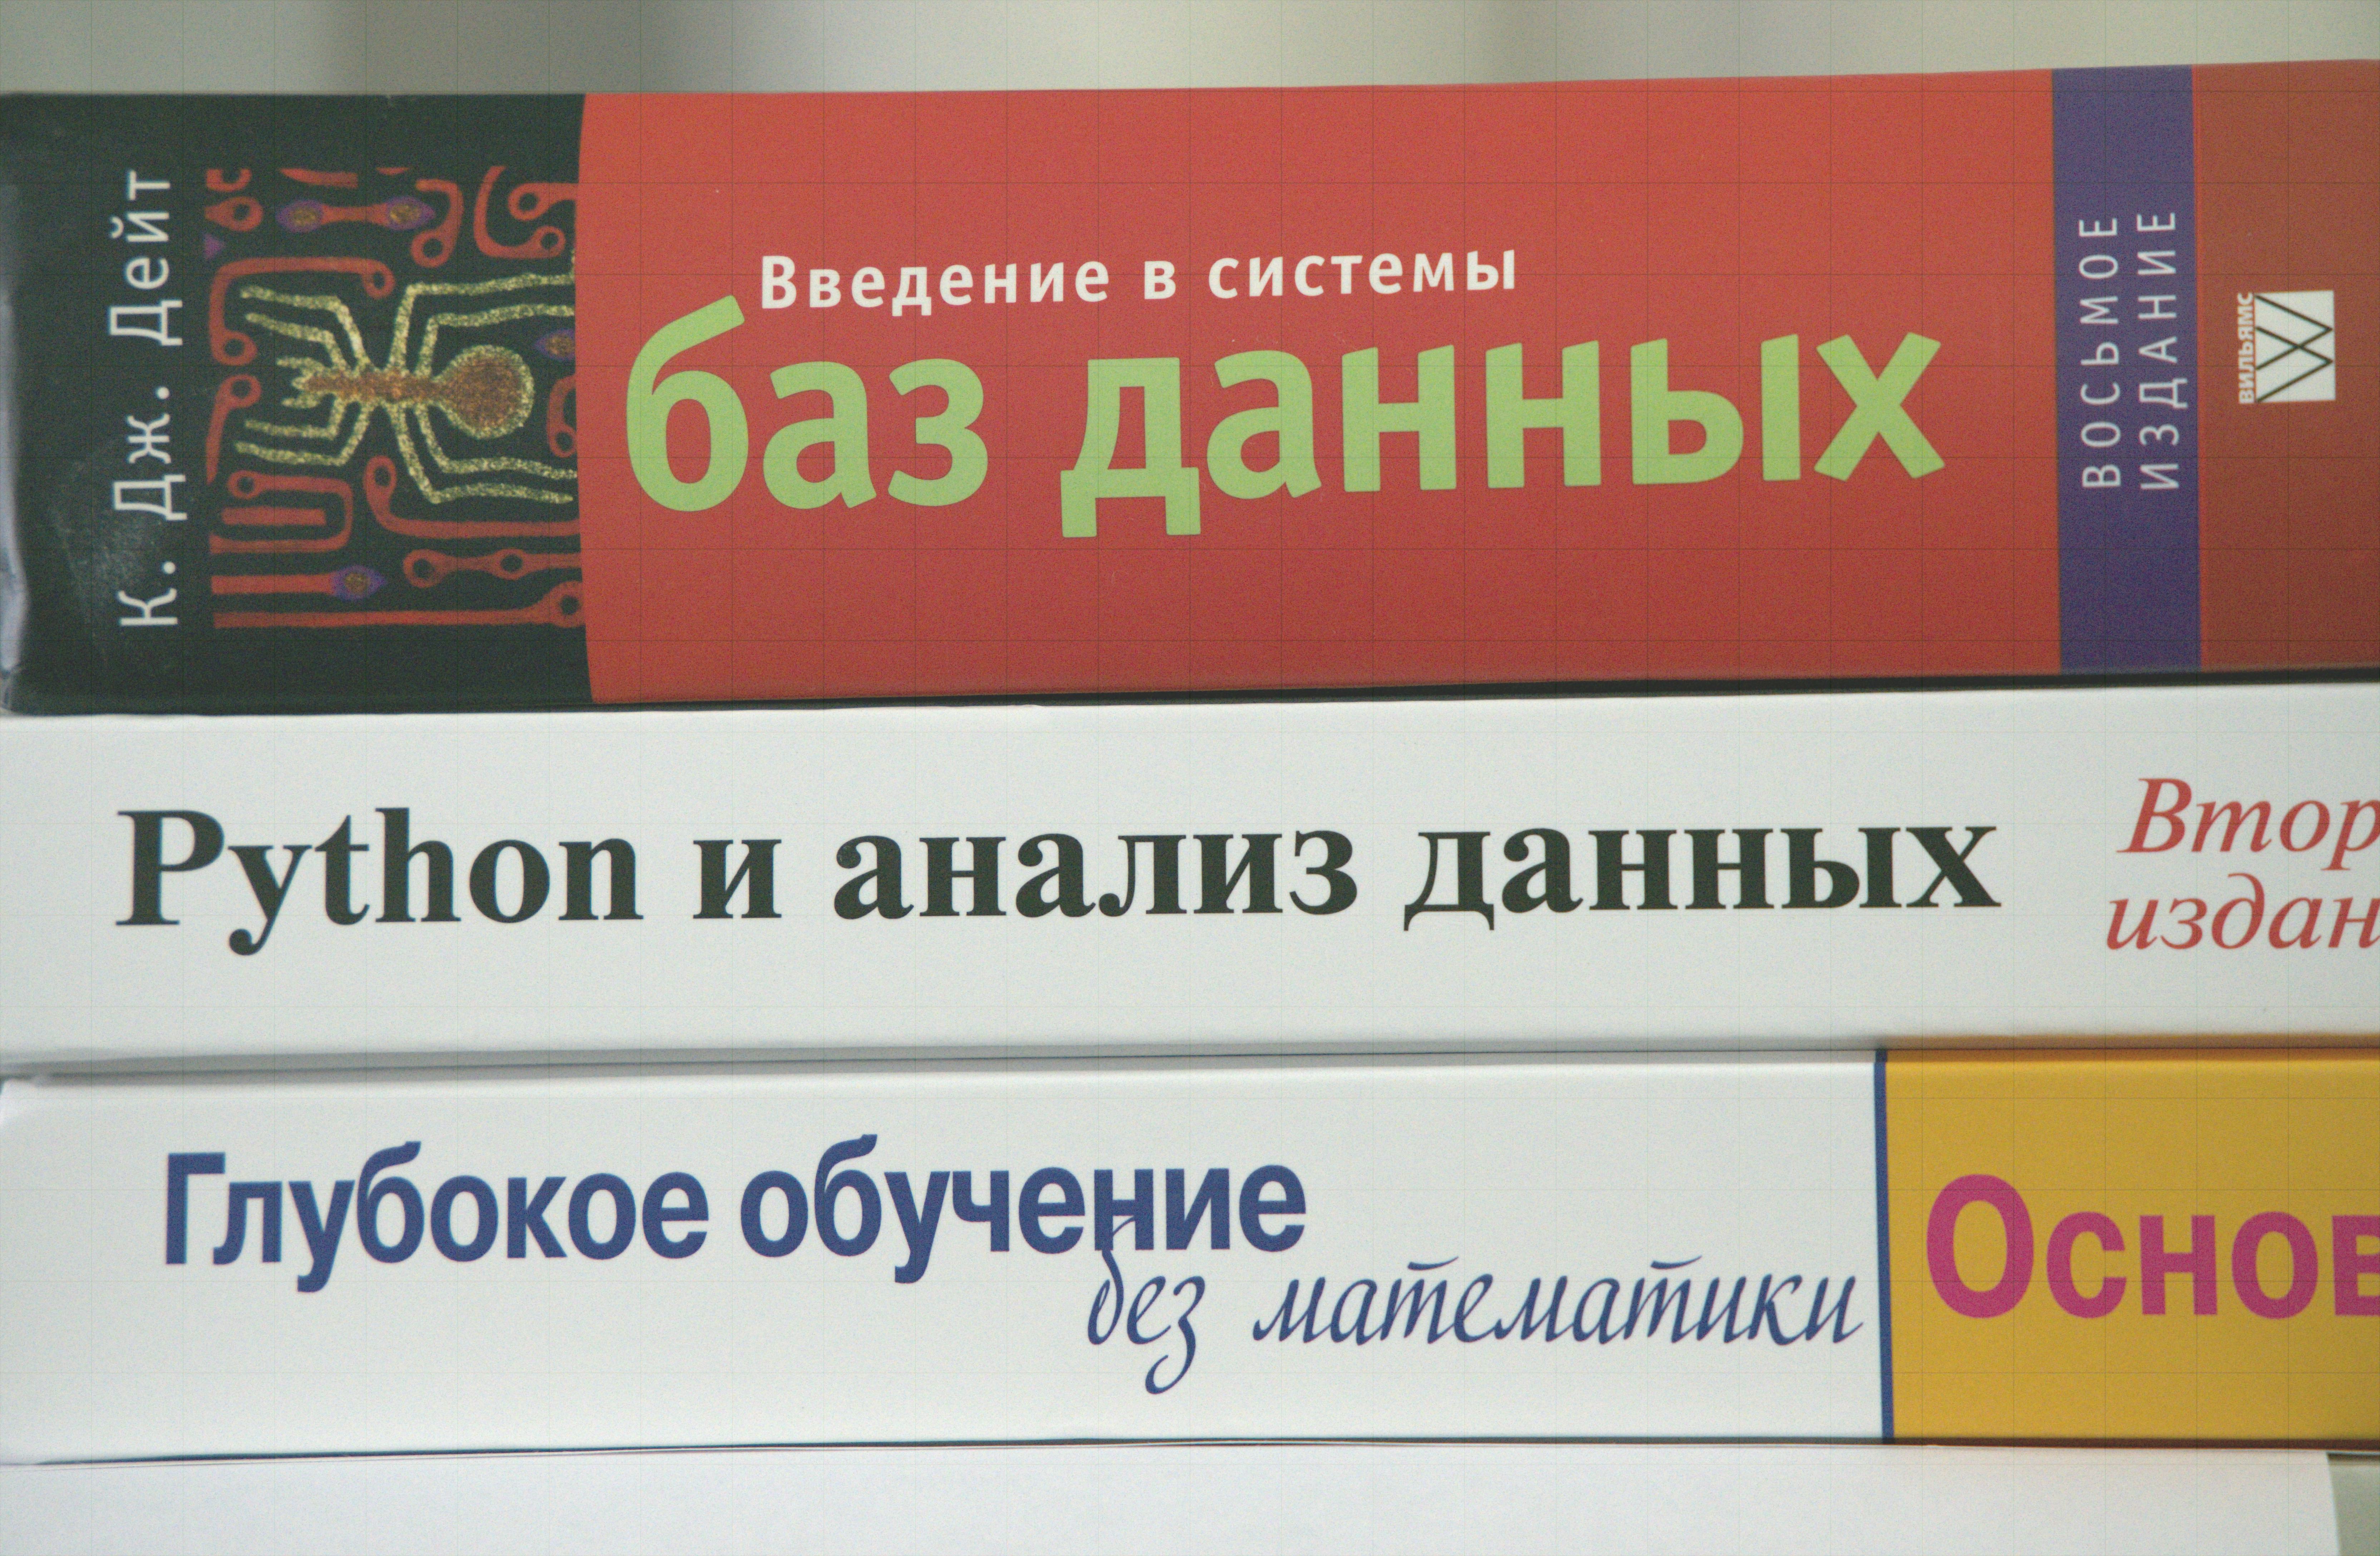 К. Дж. Дейт
Введение в системы
баз данных
ВОСЬМОЕ
ИЗДАНИЕ
ВИЛЬЯМС
Python и анализ данных
Втор
издан
Глубокое обучение
без математики
Основ